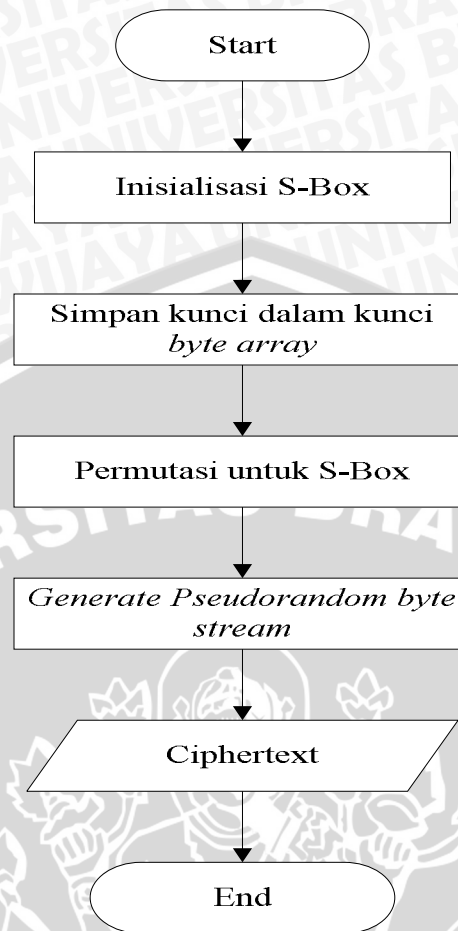 Start
Inisialisasi S-Box
Simpan kunci dalam kunci
byte array
Permutasi untuk S-Box
Generate Pseudorandom byte
stream
Ciphertext
End